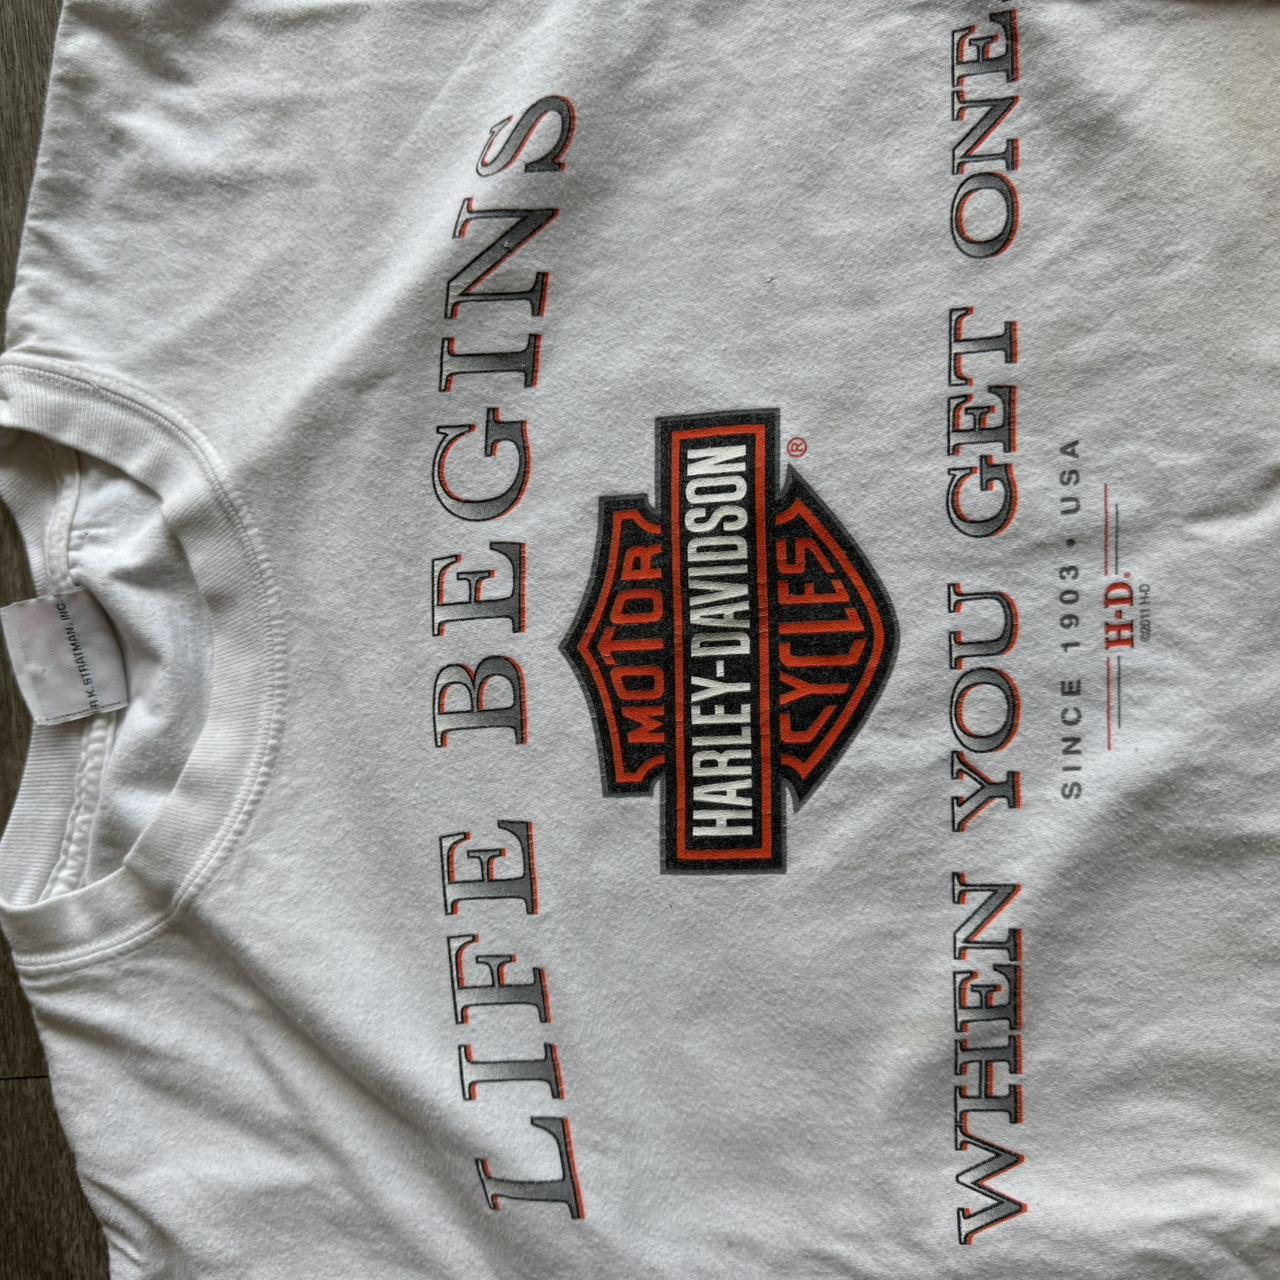 R.K. STRATMAN, INC.
LIFE BEGINS
MOTOR
HARLEY-DAVIDSON
®
CYCLES
WHEN YOU GET ONE.
SINCE 1903 • USA
H-D.
©2011 H-D